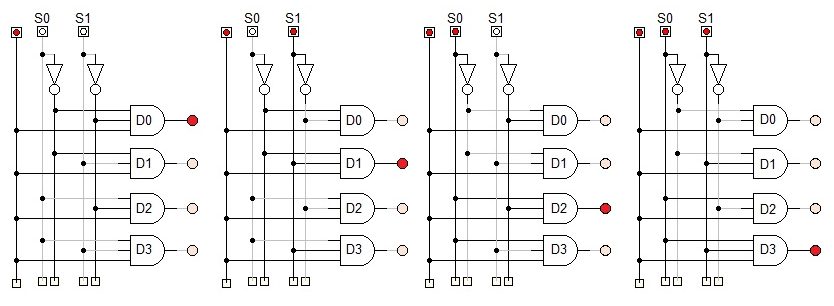 S0 S1 S0 S1 S0 S1 S0 S1
D0 D0 D0 D0
D1 D1 D1 D1
D2 D2 D2 D2
D3 D3 D3 D3